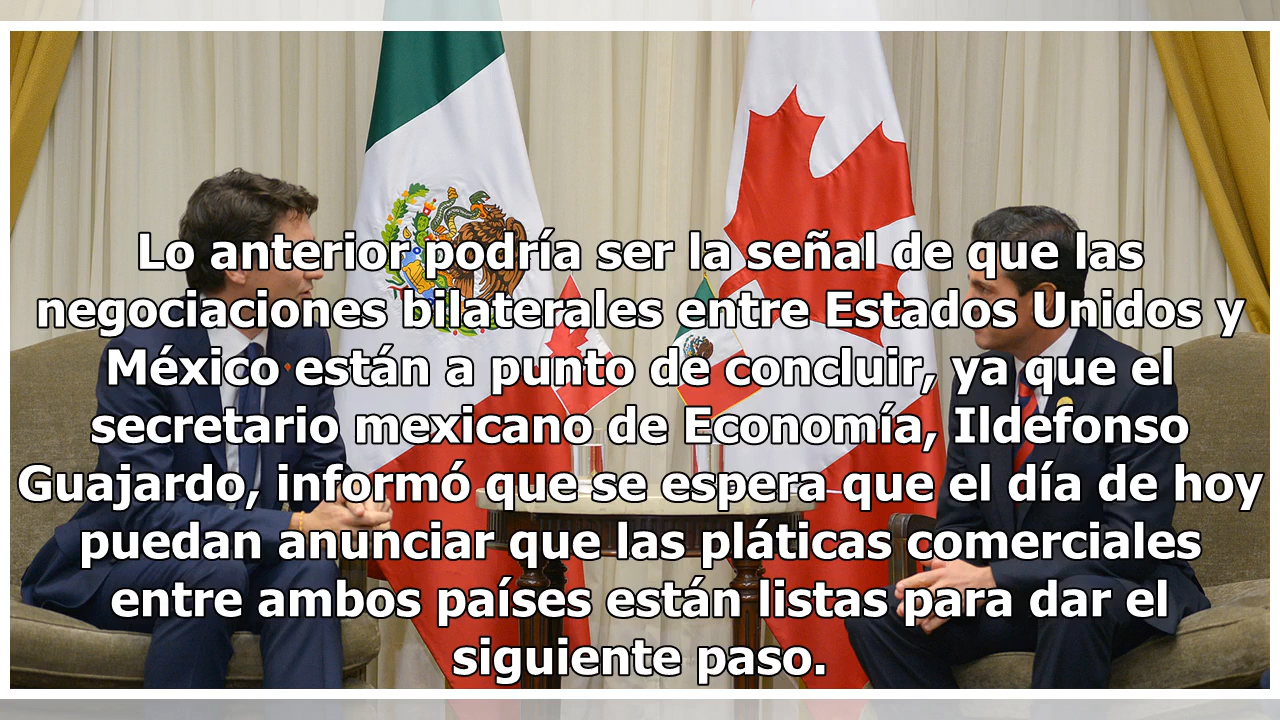 Lo anterior podría ser la señal de que las
negociaciones bilaterales entre Estados Unidos y
México están a punto de concluir, ya que el
secretario mexicano de Economía, Ildefonso
Guajardo, informó que se espera que el día de hoy
puedan anunciar que las pláticas comerciales
entre ambos países están listas para dar el
siguiente paso.